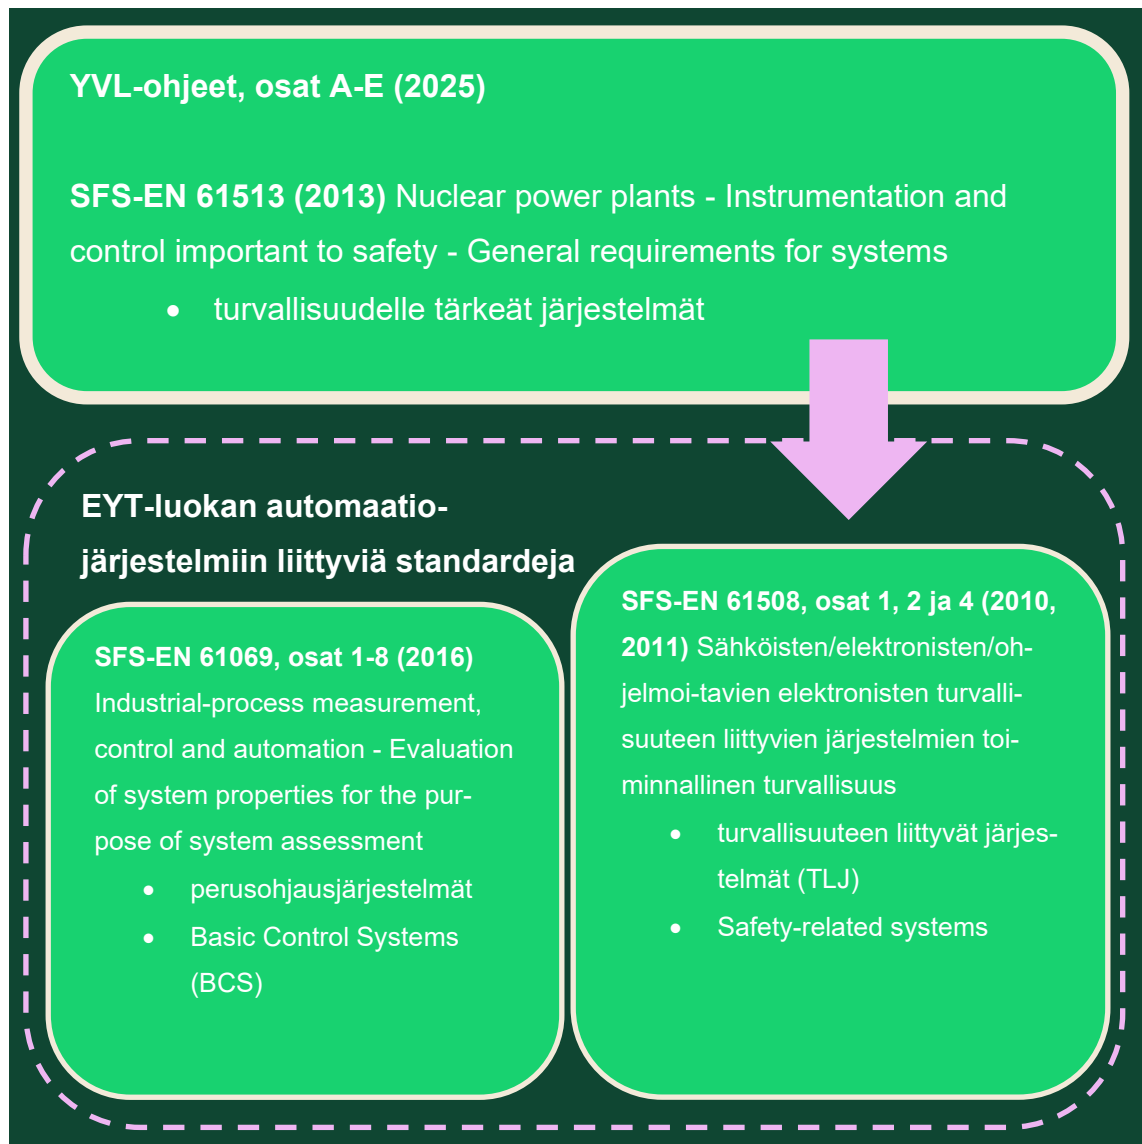 YVL-ohjeet, osat A-E (2025)
SFS-EN 61513 (2013) Nuclear power plants - Instrumentation and
control important to safety - General requirements for systems
• turvallisuudelle tärkeät järjestelmät
EYT-luokan automaatio-
järjestelmiin liittyviä standardeja
SFS-EN 61069, osat 1-8 (2016)
Industrial-process measurement,
control and automation - Evaluation
of system properties for the pur-
pose of system assessment
• perusohjausjärjestelmät
• Basic Control Systems
(BCS)
SFS-EN 61508, osat 1, 2 ja 4 (2010,
2011) Sähköisten/elektronisten/oh-
jelmoi-tavien elektronisten turvalli-
suuteen liittyvien järjestelmien toi-
minnallinen turvallisuus
• turvallisuuteen liittyvät järjes-
telmät (TLJ)
• Safety-related systems